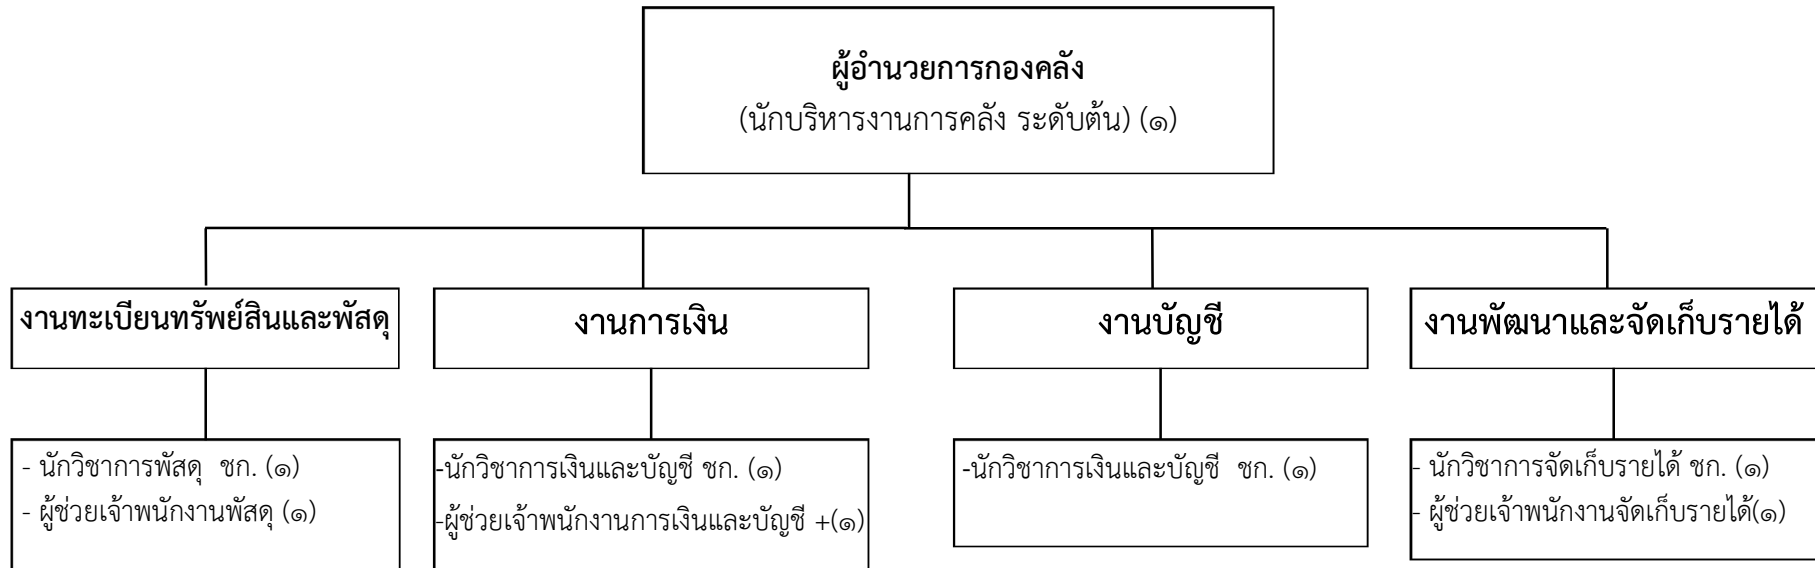 ผู้อำนวยการกองคลัง
(นักบริหารงานการคลัง ระดับต้น) (๑)
งานทะเบียนทรัพย์สินและพัสดุ
- นักวิชาการพัสดุ ชก. (๑)
- ผู้ช่วยเจ้าพนักงานพัสดุ (๑)
งานการเงิน
-นักวิชาการเงินและบัญชี ชก. (๑)
-ผู้ช่วยเจ้าพนักงานการเงินและบัญชี +(๑)
งานบัญชี
-นักวิชาการเงินและบัญชี ชก. (๑)
งานพัฒนาและจัดเก็บรายได้
- นักวิชาการจัดเก็บรายได้ ชก. (๑)
- ผู้ช่วยเจ้าพนักงานจัดเก็บรายได้(๑)